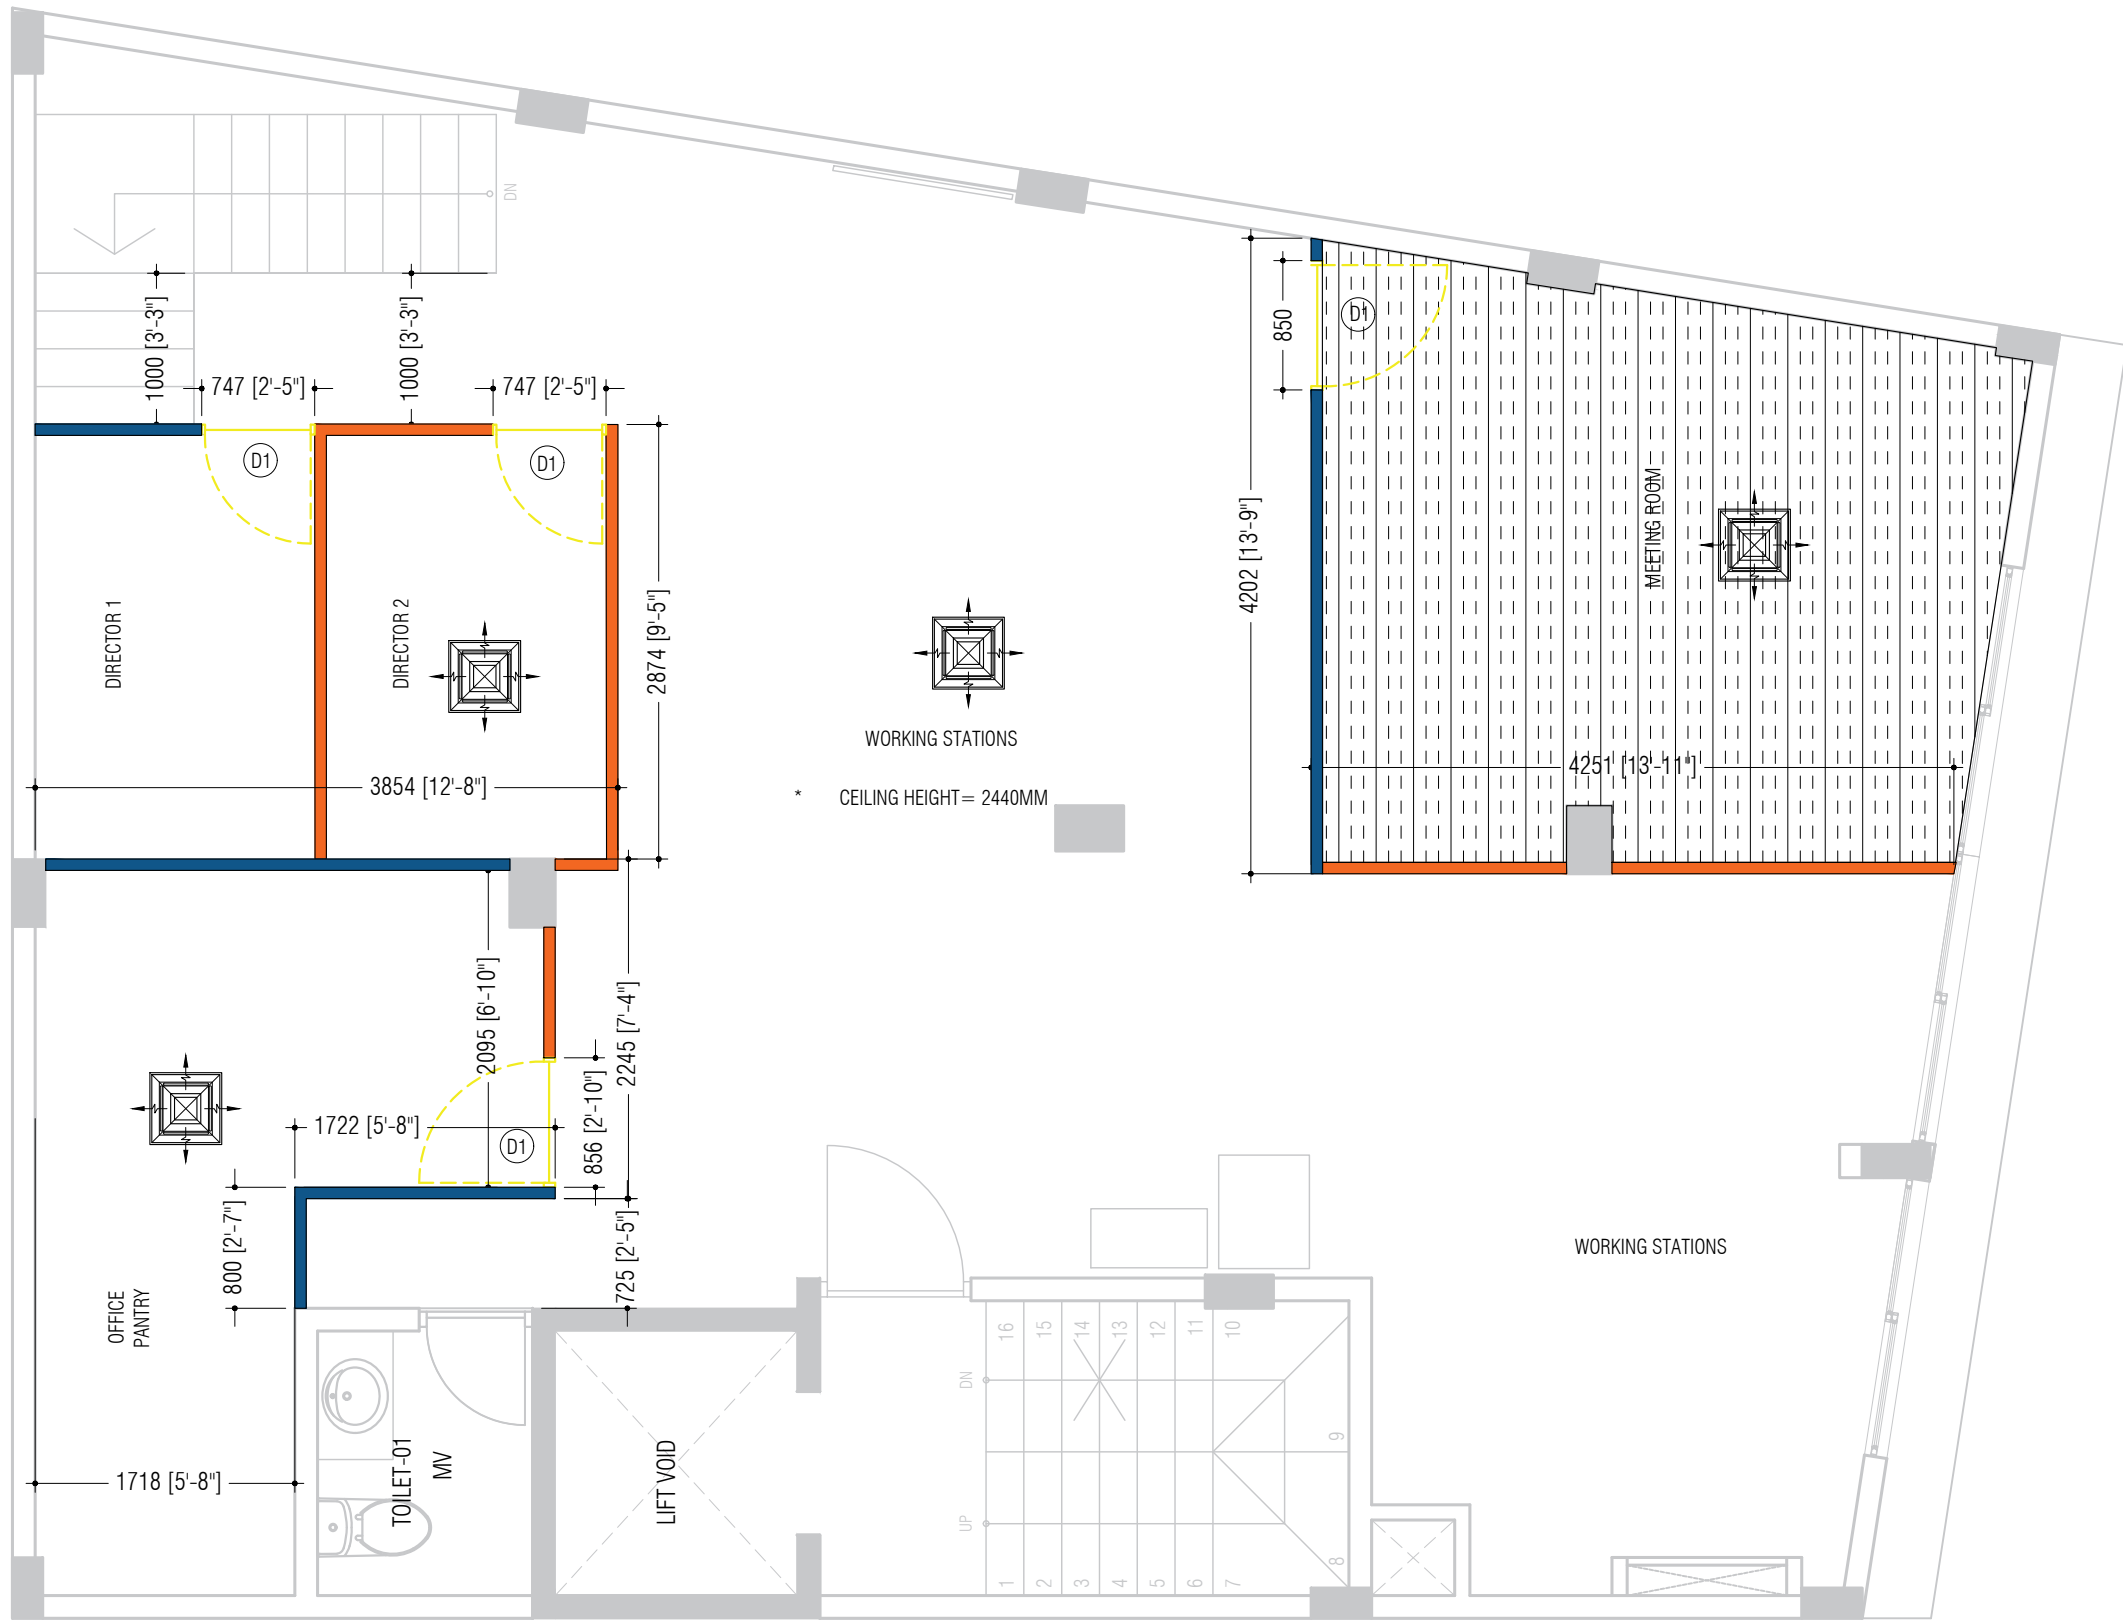 DN
1000 [3'-3"]
1000 [3'-3"]
747 [2'-5"]
747 [2'-5"]
850
D1
D1
D1
DIRECTOR 1
DIRECTOR 2
2874 [9'-5"]
4202 [13'-9"]
MEETING ROOM
WORKING STATIONS
3854 [12'-8"]
* CEILING HEIGHT= 2440MM
4251 [13'-11"]
2095 [6'-10"]
2245 [7'-4"]
856 [2'-10"]
1722 [5'-8"]
D1
800 [2'-7"]
725 [2'-5"]
WORKING STATIONS
OFFICE
PANTRY
16
15
14
13
12
11
10
DN
9
TOILET-01
MV
LIFT VOID
1718 [5'-8"]
UP
8
1
2
3
4
5
6
7